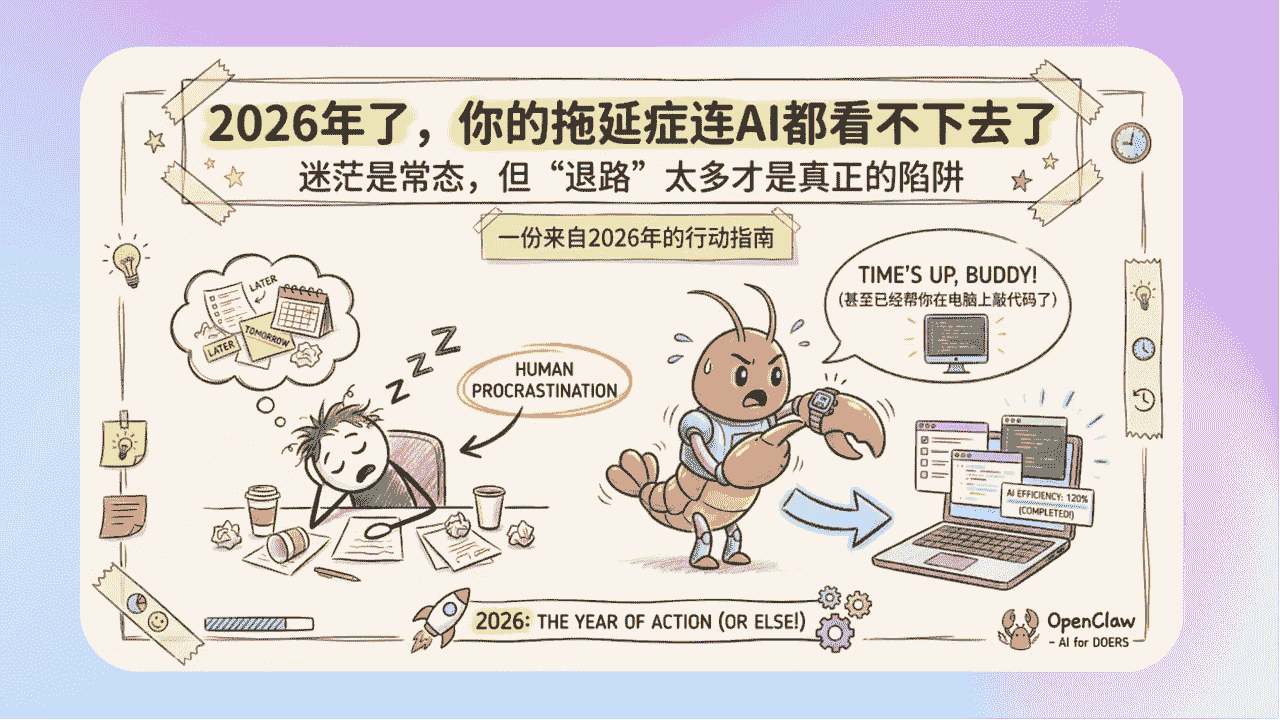 2026年了，你的拖延症连AI都看不下去了
迷茫是常态，但“退路”太多才是真正的陷阱
一份来自2026年的行动指南
LATER
TOMORROW
LATER
Z Z Z
HUMAN
PROCRASTINATION
TIME'S UP, BUDDY!
(甚至已经帮你在电脑上敲代码了)
AI EFFICIENCY: 120%
(COMPLETED!)
2026: THE YEAR OF ACTION (OR ELSE!)
OpenClaw
- AI for DOERS